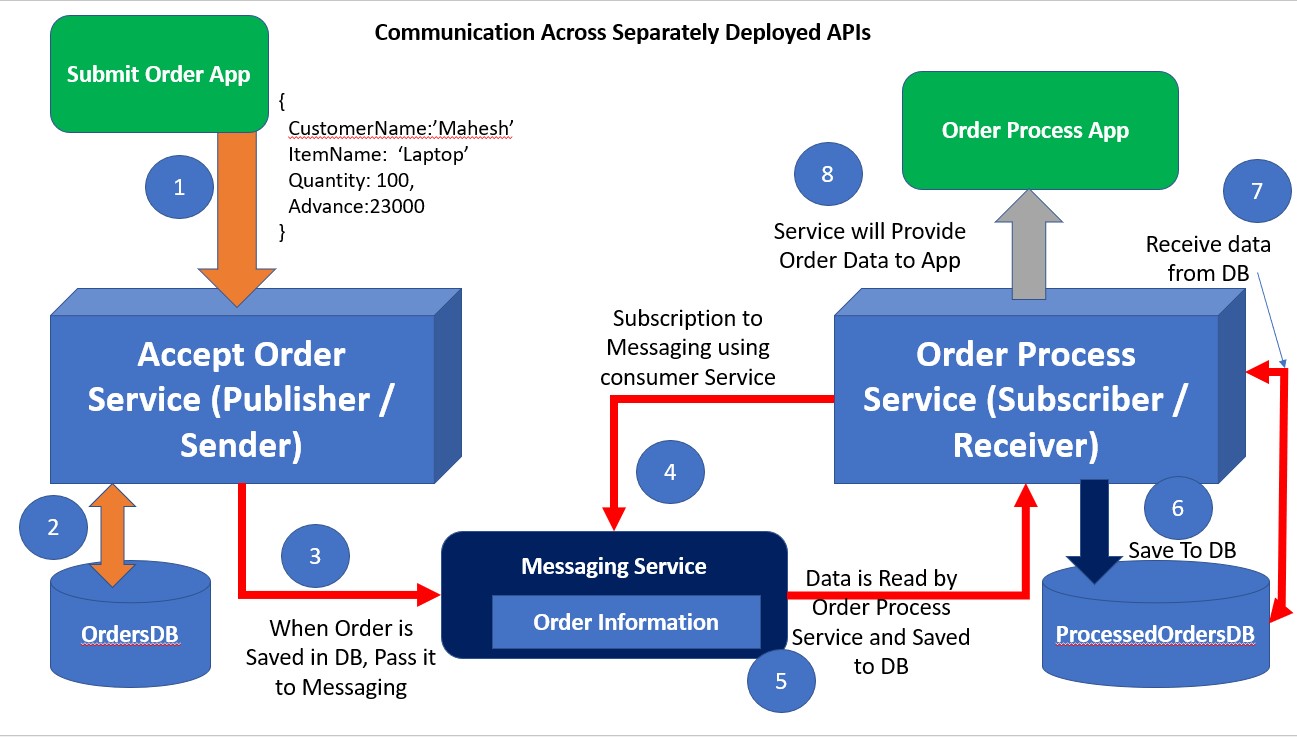 Communication Across Separately Deployed APIs
Submit Order App
{
CustomerName:’Mahesh’
ItemName: ‘Laptop’
Quantity: 100,
Advance:23000
}
1
Accept Order
Service (Publisher /
Sender)
2
OrdersDB
3
When Order is
Saved in DB, Pass it
to Messaging
Subscription to
Messaging using
consumer Service
4
Messaging Service
Order Information
5
Data is Read by
Order Process
Service and Saved
to DB
Order Process
Service (Subscriber /
Receiver)
6
Save To DB
ProcessedOrdersDB
7
Receive data
from DB
8
Service will Provide
Order Data to App
Order Process App